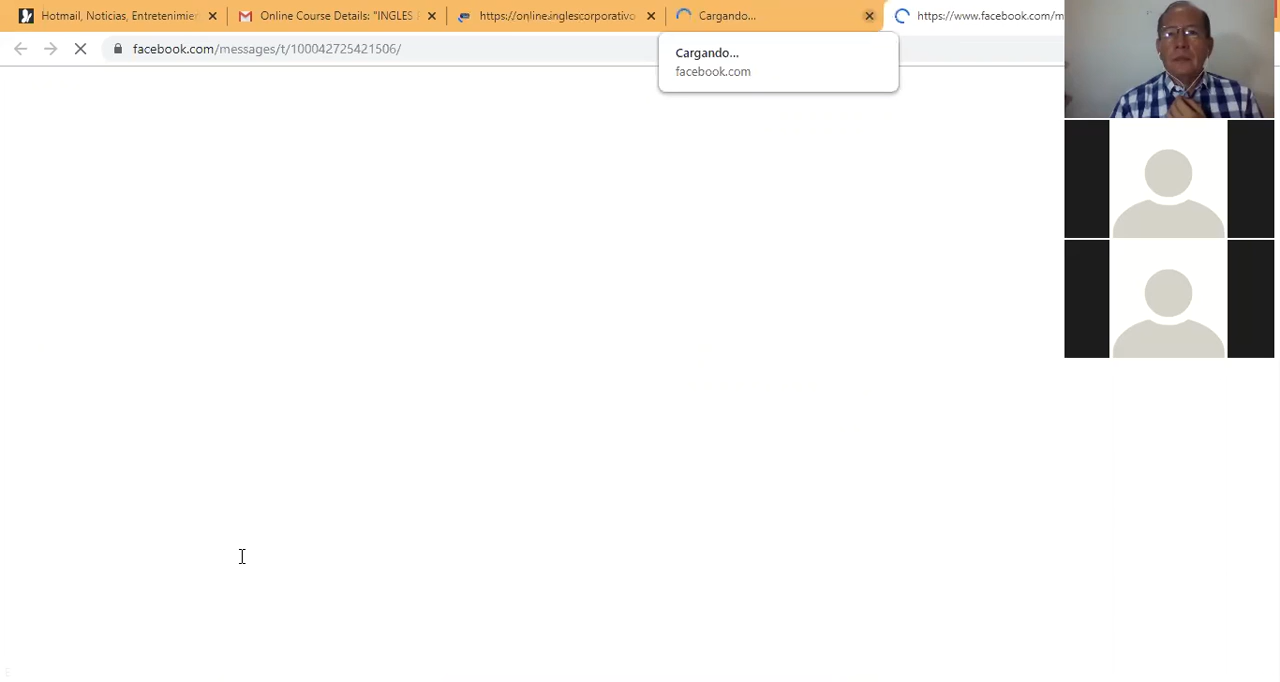 Hotmail, Noticias, Entretenimier
Online Course Details: "INGLES
https://online.inglescorporativo
Cargando...
https://www.facebook.com/m
facebook.com/messages/t/100042725421506/
Cargando...
facebook.com